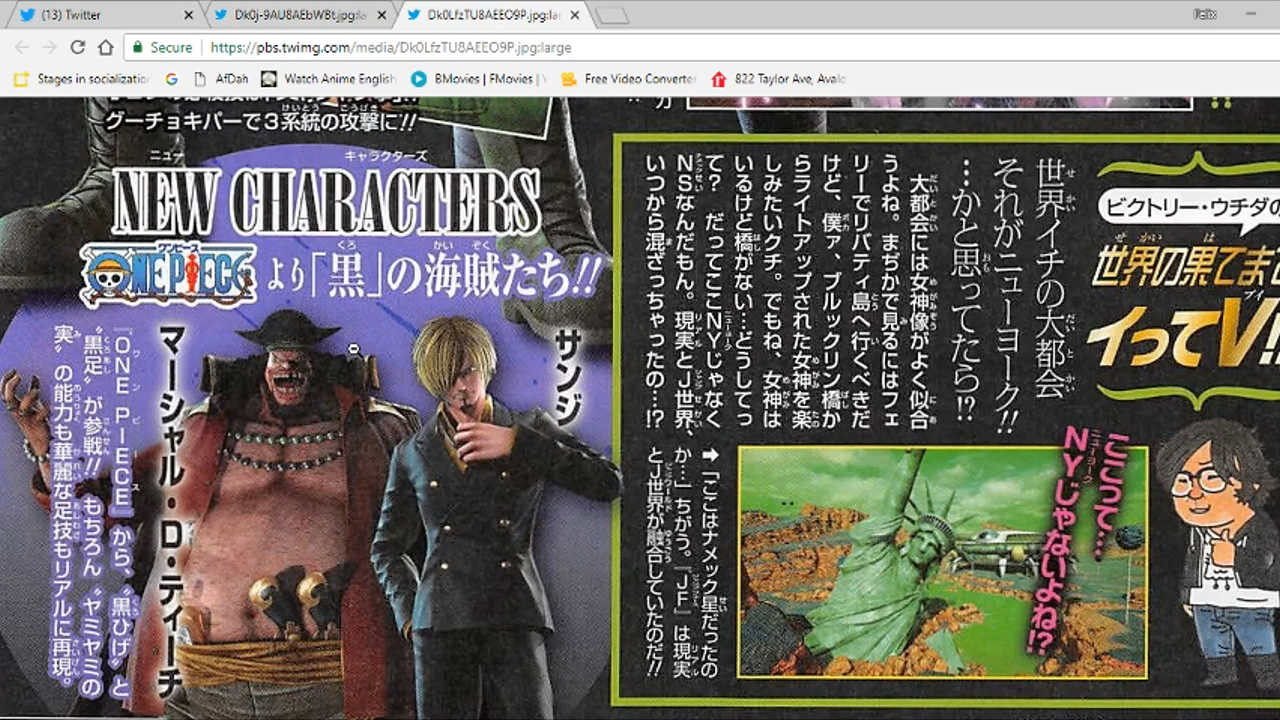 (13) Twitter
Dk0j-9AU8AEbWBt.jpg:la
Dk0LfzTU8AEEO9P.jpg:la
Felix
Secure
https://pbs.twimg.com/media/Dk0LfzTU8AEEO9P.jpg:large
Stages in socializatio
AfDah
Watch Anime English
BMovies | FMovies | V
Free Video Converter
822 Taylor Ave, Avalo
グーチョキパーで3系統の攻撃に!!
ニュー キャラクターズ
NEW CHARACTERS
ワンピース
ONE PIECE
より「黒」の海賊たち!!
サンジ
マーシャル・D・ティーチ
『ONE PIECE』から、“黒ひげ”と
“黒足”が参戦!! もちろん“ヤミヤミの
実”の能力も華麗な足技もリアルに再現。
ビクトリー・ウチダの
世界の果てま
イってV!
世界イチの大都会
それがニューヨーク!!
…かと思ってたら!?
大都会には女神像がよく似合
うよね。まぢかで見るにはフェ
リーでリバティ島へ行くべきだ
けど、僕ァ、ブルックリン橋か
らライトアップされた女神を楽
しみたいクチ。でもね、女神は
いるけど橋がない…どうしてっ
て? だってここNYじゃなく
NSなんだもん。現実とJ世界、
いつから混ざっちゃったの…!?
ここって…
NYじゃないよね!?
➡「ここはナメック星だったの
か…」ちがう。『JF』は現実
とJ世界が融合していたのだ!!